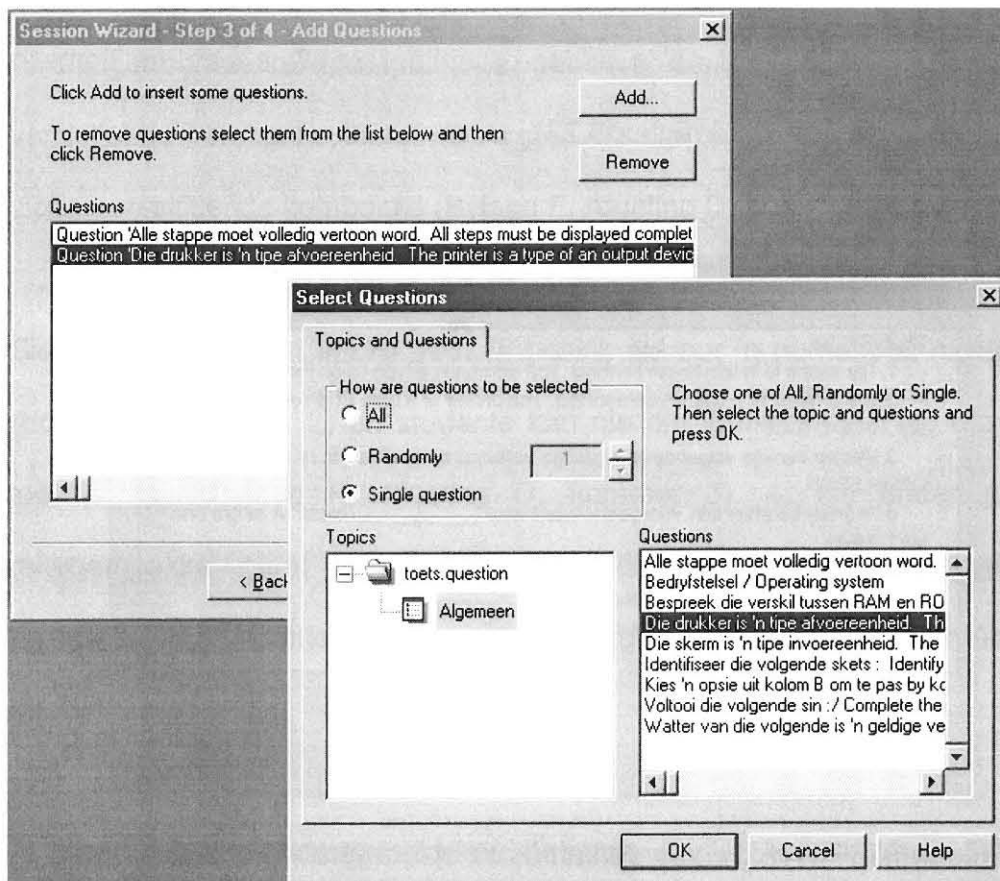 Session Wizard - Step 3 of 4 - Add Questions
Click Add to insert some questions.
Add...
To remove questions select them from the list below and then
click Remove.
Remove
Questions
Question 'Alle stappe moet volledig vertoon word. All steps must be displayed complet
Question 'Die drukker is 'n tipe afvoereenheid. The printer is a type of an output devic
< Back
Select Questions
Topics and Questions
How are questions to be selected
All
Randomly
Single question
Choose one of All, Randomly or Single.
Then select the topic and questions and
press OK.
Topics
toets.question
Algemeen
Questions
Alle stappe moet volledig vertoon word.
Bedryfstelsel / Operating system
Bespreek die verskil tussen RAM en RO
Die drukker is 'n tipe afvoereenheid. Th
Die skerm is 'n tipe invoereenheid. The
Identifiseer die volgende skets : Identify
Kies 'n opsie uit kolom B om te pas by kc
Voltooi die volgende sin :/ Complete the
Watter van die volgende is 'n geldige ve
OK
Cancel
Help